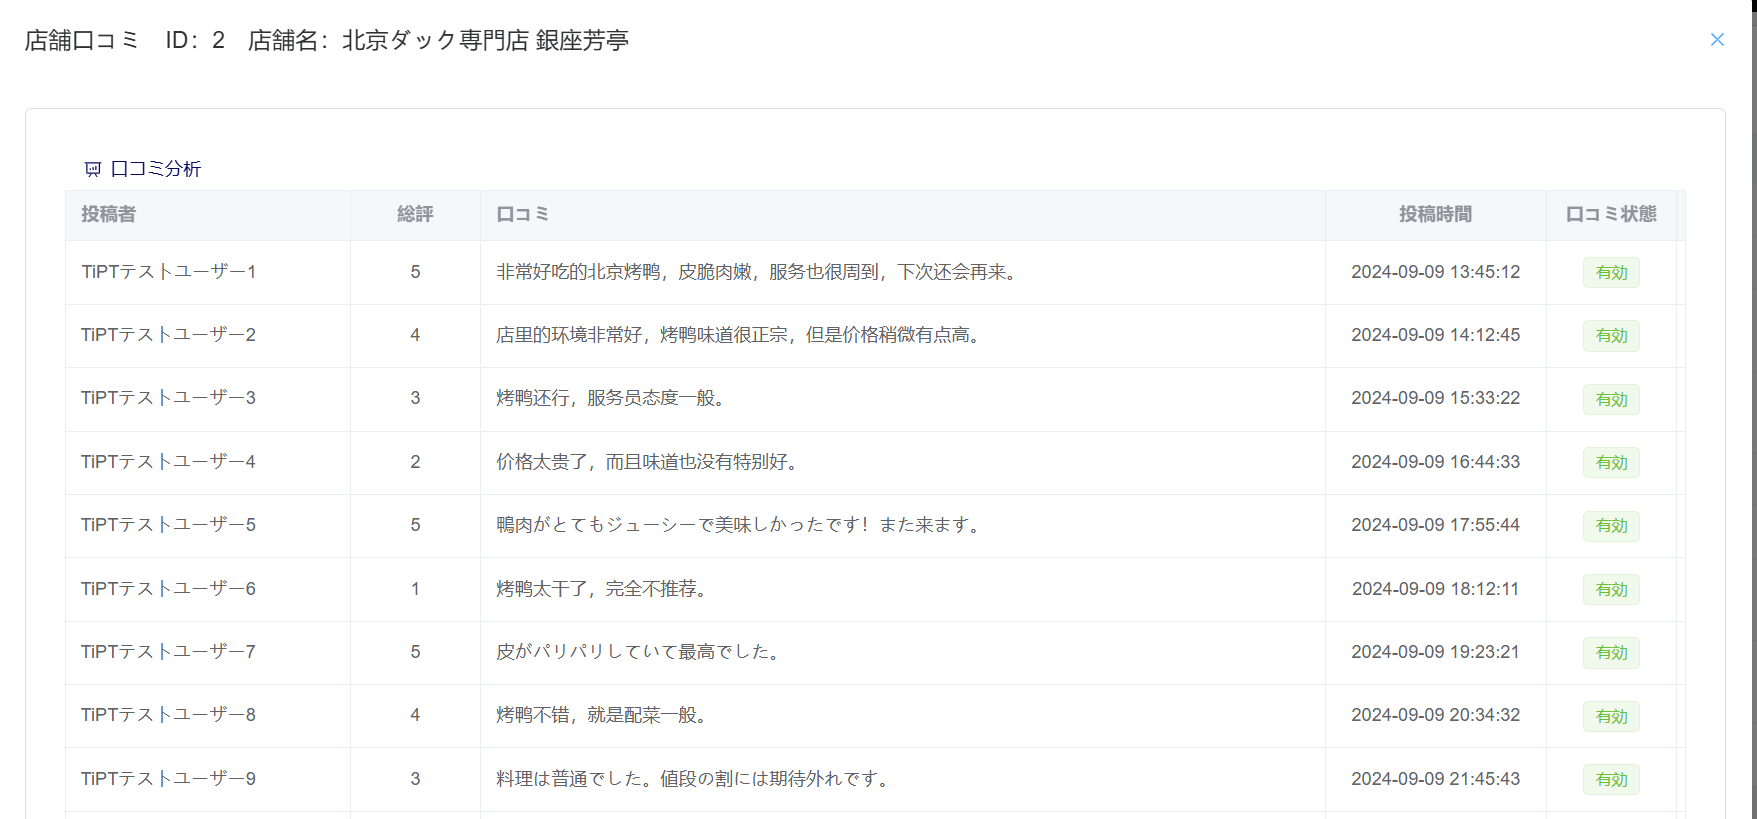 店舗口コミ ID：2 店舗名：北京ダック専門店 銀座芳亭
口コミ分析
投稿者 総評 口コミ 投稿時間 口コミ状態
TiPTテストユーザー1 5 非常好吃的北京烤鸭，皮脆肉嫩，服务也很周到，下次还会再来。 2024-09-09 13:45:12 有効
TiPTテストユーザー2 4 店里的环境非常好，烤鸭味道很正宗，但是价格稍微有点高。 2024-09-09 14:12:45 有効
TiPTテストユーザー3 3 烤鸭还行，服务员态度一般。 2024-09-09 15:33:22 有効
TiPTテストユーザー4 2 价格太贵了，而且味道也没有特别好。 2024-09-09 16:44:33 有効
TiPTテストユーザー5 5 鴨肉がとてもジューシーで美味しかったです！また来ます。 2024-09-09 17:55:44 有効
TiPTテストユーザー6 1 烤鸭太干了，完全不推荐。 2024-09-09 18:12:11 有効
TiPTテストユーザー7 5 皮がパリパリしていて最高でした。 2024-09-09 19:23:21 有効
TiPTテストユーザー8 4 烤鸭不错，就是配菜一般。 2024-09-09 20:34:32 有効
TiPTテストユーザー9 3 料理は普通でした。値段の割には期待外れです。 2024-09-09 21:45:43 有効